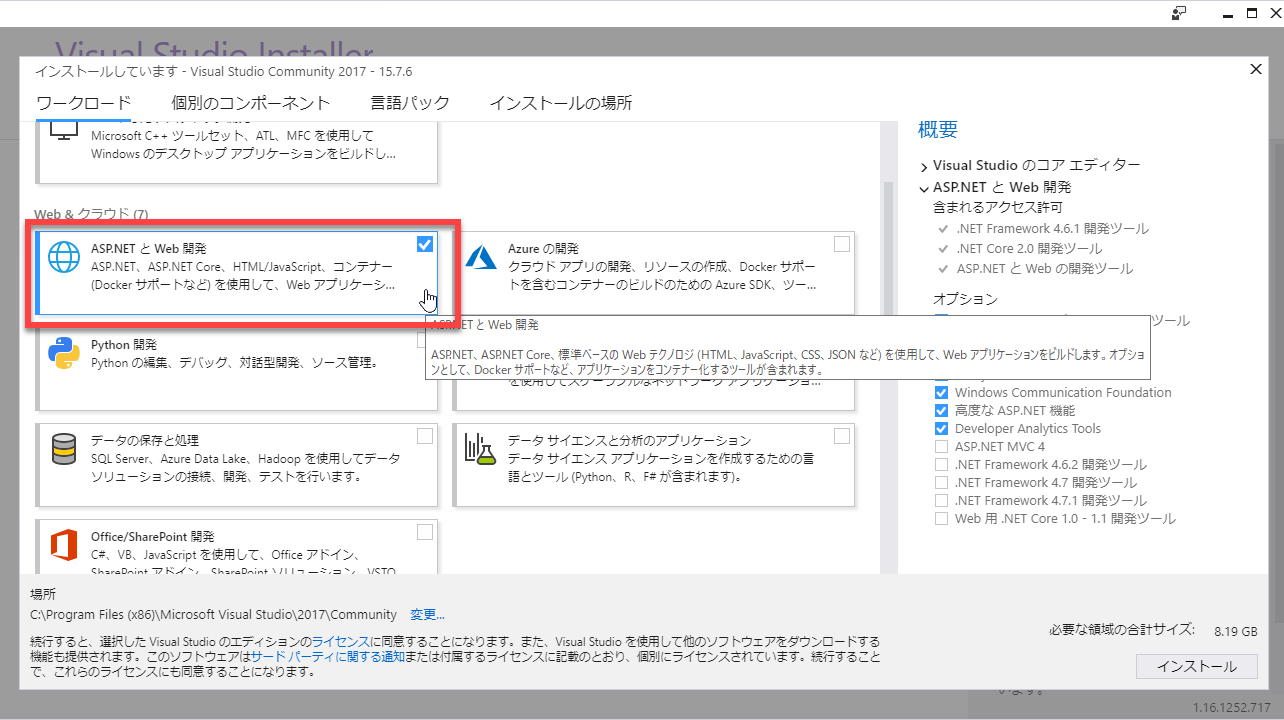 Visual Studio Installer
インストールしています - Visual Studio Community 2017 - 15.7.6
ワークロード 個別のコンポーネント 言語パック インストールの場所
Microsoft C++ ツールセット、ATL、MFC を使用して
Windows のデスクトップ アプリケーションをビルドし...
Web & クラウド (7)
ASP.NET と Web 開発
ASP.NET、ASP.NET Core、HTML/JavaScript、コンテナー
(Docker サポートなど) を使用して、Web アプリケーシ...
Azure の開発
クラウド アプリの開発、リソースの作成、Docker サポー
トを含むコンテナーのビルドのための Azure SDK、ツー...
ASP.NET と Web 開発
ASP.NET、ASP.NET Core、標準ベースの Web テクノロジ (HTML、JavaScript、CSS、JSON など) を使用して、Web アプリケーションをビルドします。オプショ
ンとして、Docker サポートなど、アプリケーションをコンテナー化するツールが含まれます。
Python 開発
Python の編集、デバッグ、対話型開発、ソース管理。
を使用してスケーラブルなネットワーク アプリケーション...
データの保存と処理
SQL Server、Azure Data Lake、Hadoop を使用してデータ
ソリューションの接続、開発、テストを行います。
データ サイエンスと分析のアプリケーション
データ サイエンス アプリケーションを作成するための言
語とツール (Python、R、F# が含まれます)。
Office/SharePoint 開発
C#、VB、JavaScript を使用して、Office アドイン、
SharePoint アドイン、SharePoint ソリューション、VSTO
概要
Visual Studio のコア エディター
ASP.NET と Web 開発
含まれるアクセス許可
.NET Framework 4.6.1 開発ツール
.NET Core 2.0 開発ツール
ASP.NET と Web の開発ツール
オプション
ツール
Windows Communication Foundation
高度な ASP.NET 機能
Developer Analytics Tools
ASP.NET MVC 4
.NET Framework 4.6.2 開発ツール
.NET Framework 4.7 開発ツール
.NET Framework 4.7.1 開発ツール
Web 用 .NET Core 1.0 - 1.1 開発ツール
場所
C:\Program Files (x86)\Microsoft Visual Studio\2017\Community 変更...
続行すると、選択した Visual Studio のエディションのライセンスに同意することになります。また、Visual Studio を使用して他のソフトウェアをダウンロードする
機能も提供されます。このソフトウェアはサード パーティに関する通知または付属するライセンスに記載のとおり、個別にライセンスされています。続行すること
で、これらのライセンスにも同意することになります。
必要な領域の合計サイズ: 8.19 GB
インストール
います。
1.16.1252.717